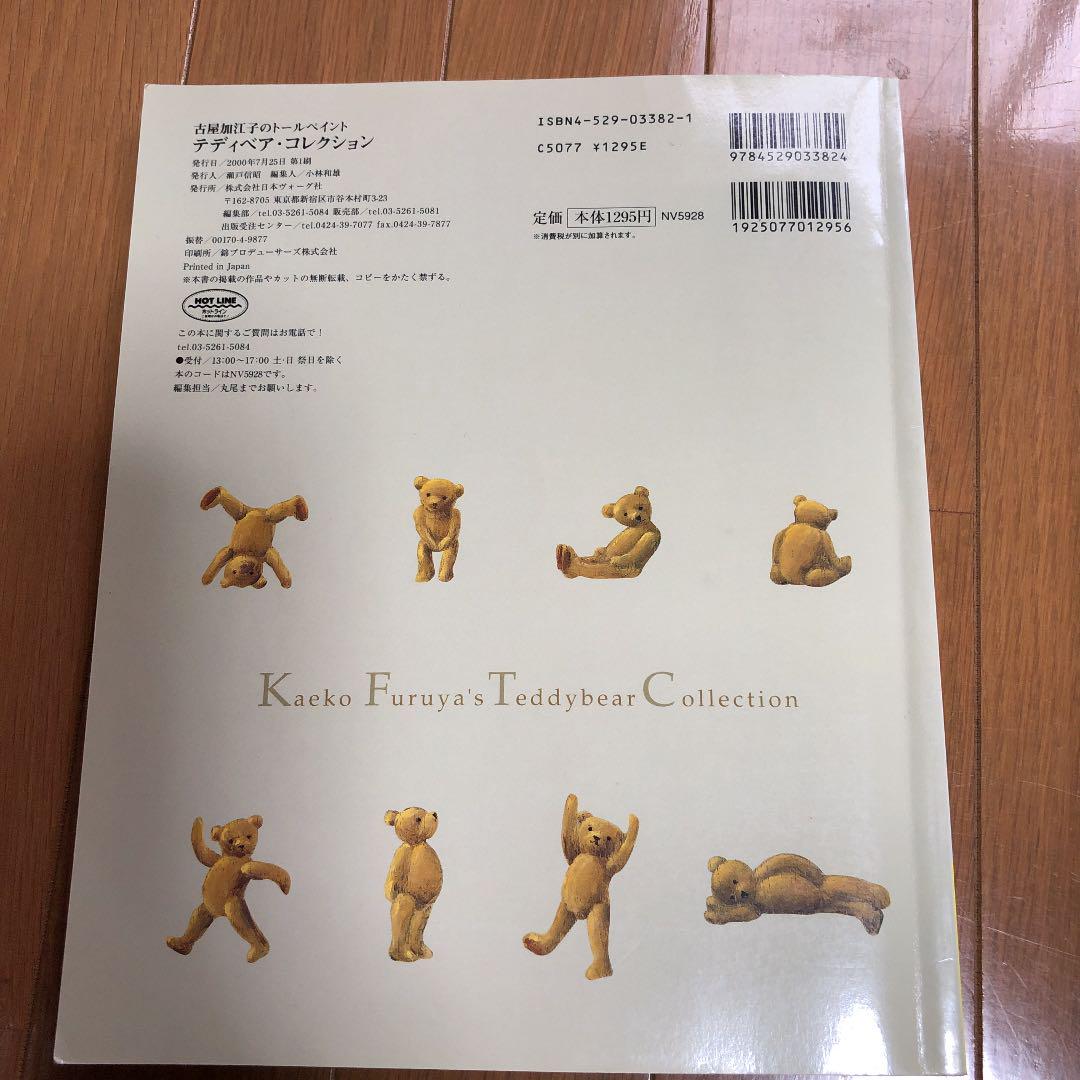 古屋加江子のトールペイント
テディベア・コレクション
発行日／2000年7月25日 第1刷
発行人／瀬戸信昭　編集人／小林和雄
発行所／株式会社日本ヴォーグ社
〒162-8705 東京都新宿区市谷本村町3-23
編集部／tel.03-5261-5084 販売部／tel.03-5261-5081
出版受注センター／tel.0424-39-7077 fax.0424-39-7877
振替／00170-4-9877
印刷所／錦プロデューサーズ株式会社
Printed in Japan
※本書の掲載の作品やカットの無断転載、コピーをかたく禁ずる。
HOT LINE
ホットライン
この本に関するご質問はお電話で！
tel.03-5261-5084
●受付／13:00〜17:00 土·日 祭日を除く
本のコードはNV5928です。
編集担当／丸尾までお願いします。
ISBN4-529-03382-1
C5077 ¥1295E
定価 本体1295円 NV5928
※消費税が別に加算されます。
9784529033824
1925077012956
Kaeko Furuya's Teddybear Collection